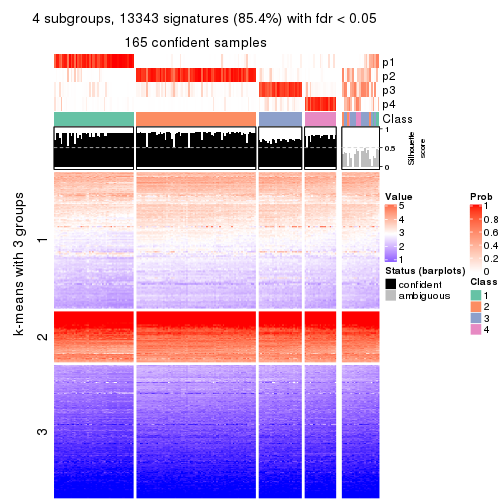 4 subgroups, 13343 signatures (85.4%) with fdr < 0.05
165 confident samples
p1
p2
p3
p4
Class
1
0.5
0
Silhouette
score
k-means with 3 groups
1
2
3
Value
5
4
3
2
1
Status (barplots)
confident
ambiguous
Prob
1
0.8
0.6
0.4
0.2
0
Class
1
2
3
4